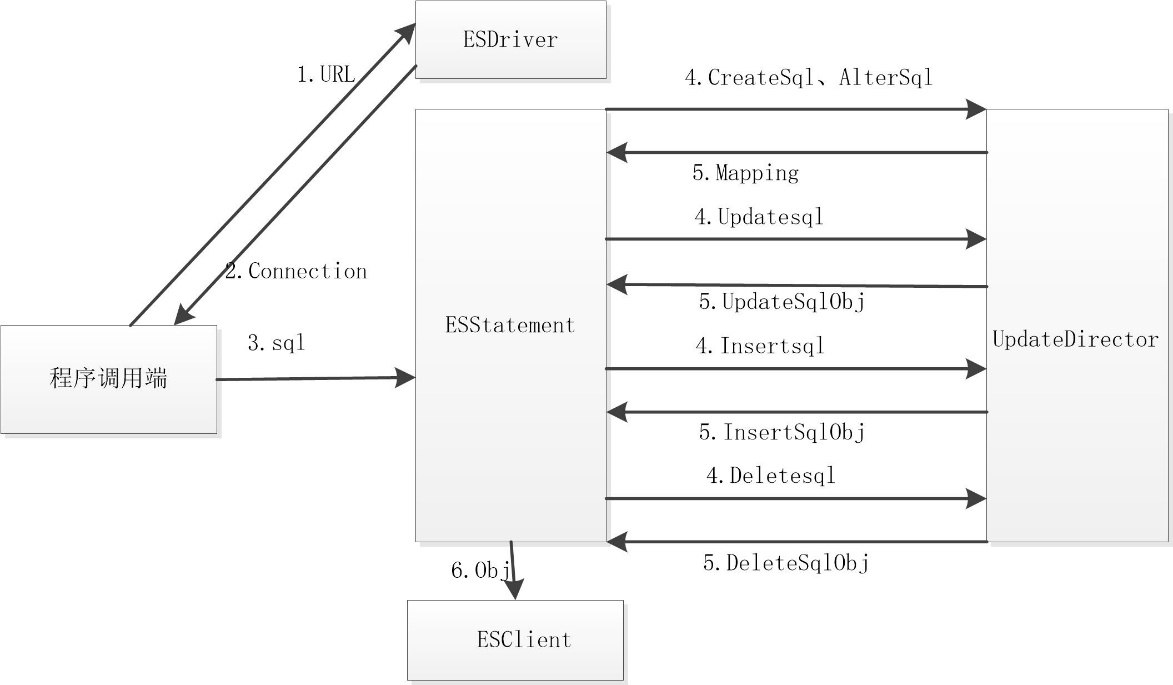 ESDriver
1.URL
4.CreateSql、AlterSql
5.Mapping
4.Updatesql
2.Connection
5.UpdateSqlObj
ESStatement
UpdateDirector
3.sql
4.Insertsql
程序调用端
5.InsertSqlObj
4.Deletesql
5.DeleteSqlObj
6.Obj
ESClient